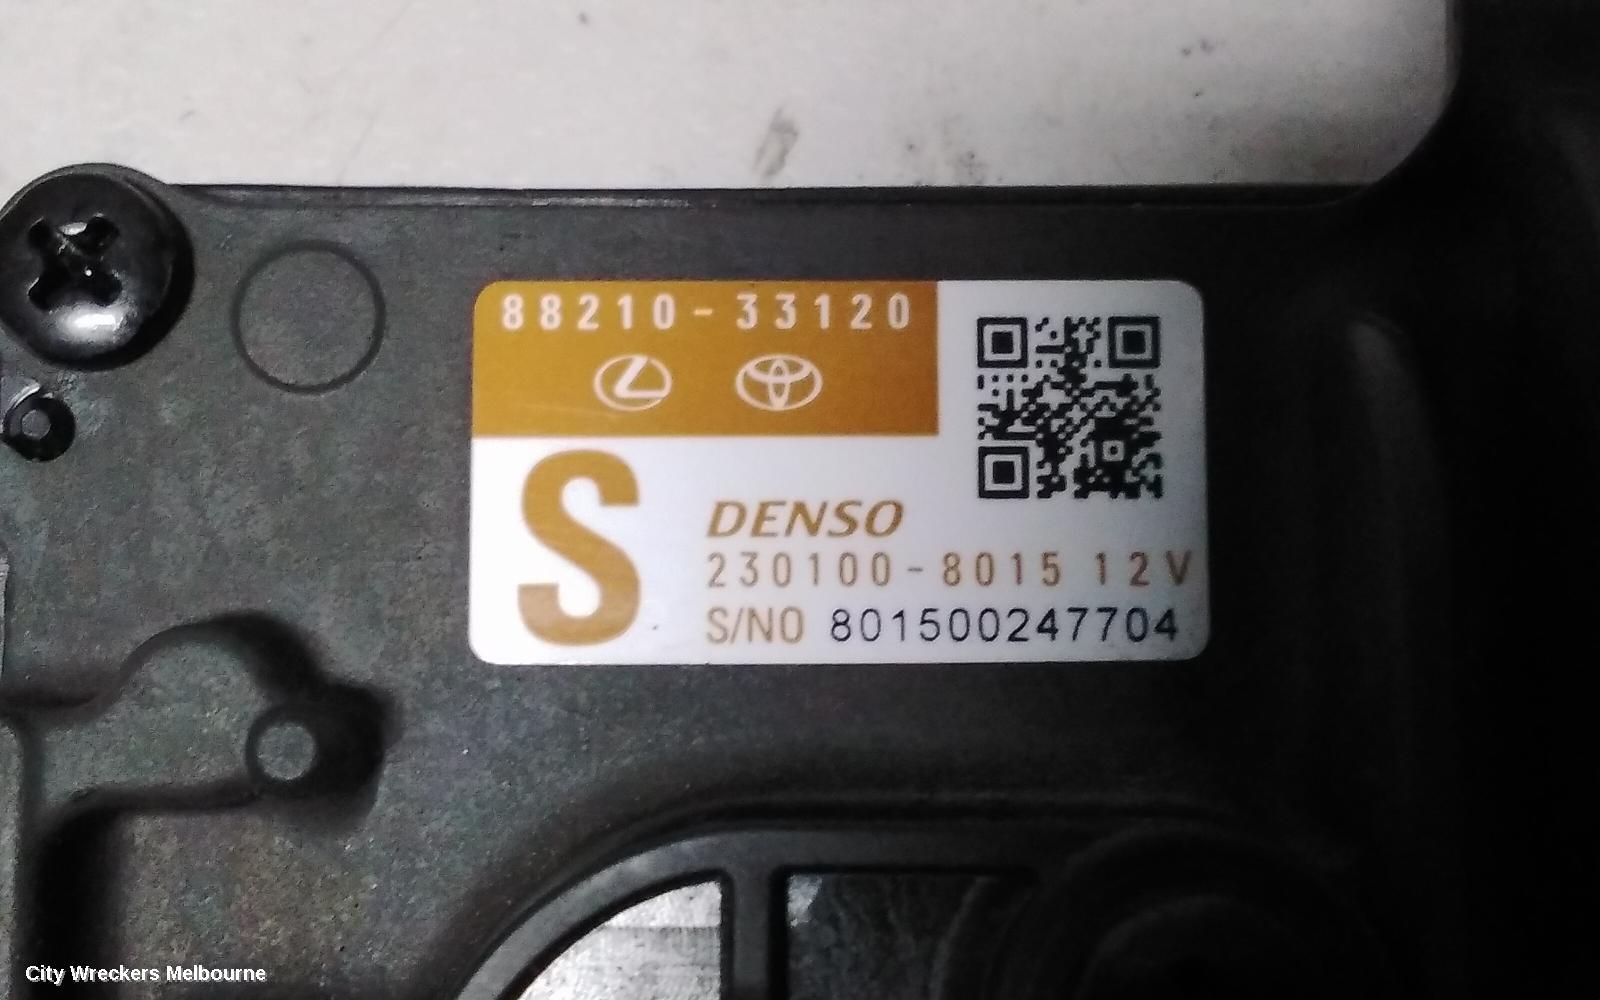 88210-33120
S
DENSO
230100-8015 12V
S/NO 801500247704
City Wreckers Melbourne